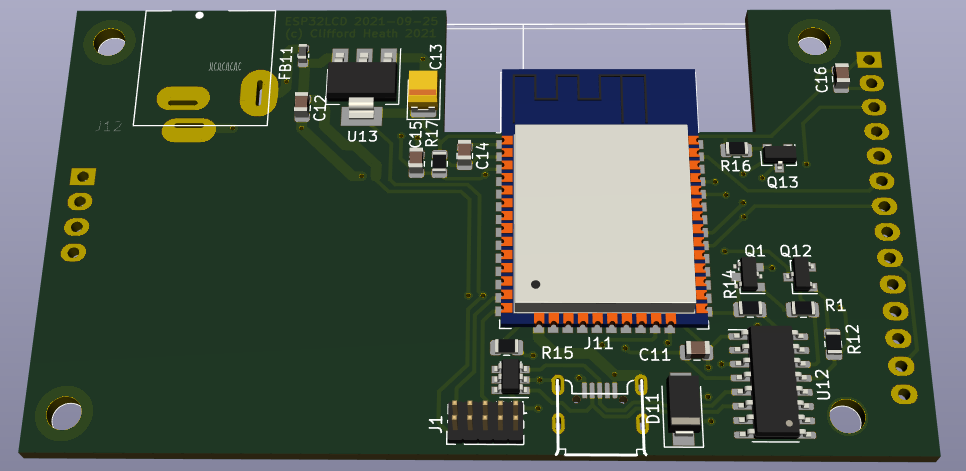 ESP32LCD 2021-09-25
(c) Clifford Heath 2021
FB11
C13
C16
C12
J12
U13
C15
R17
C14
R16
Q13
Q1
Q12
R14
R1
J11
R15
C11
R12
U12
J1
D11